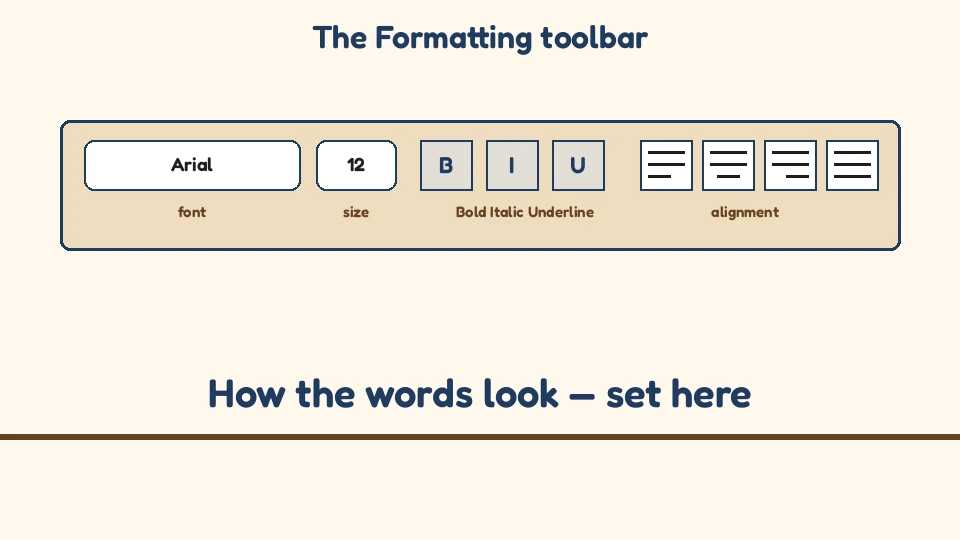 The Formatting toolbar
Arial 12 B I U
font size Bold Italic Underline alignment
How the words look — set here